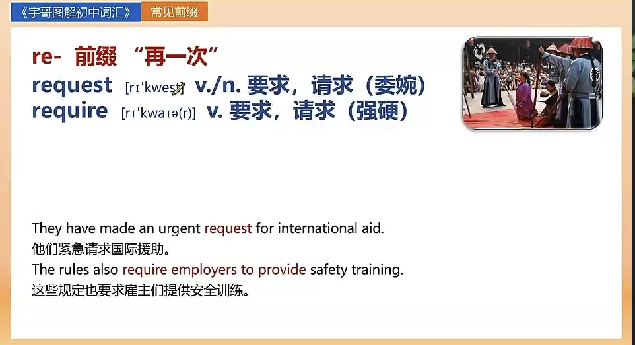 《宇哥图解初中词汇》 常见前缀
re- 前缀 “再一次”
request [rɪˈkwest] v./n. 要求，请求（委婉）
require [rɪˈkwaɪə(r)] v. 要求，请求（强硬）
They have made an urgent request for international aid.
他们紧急请求国际援助。
The rules also require employers to provide safety training.
这些规定也要求雇主们提供安全训练。